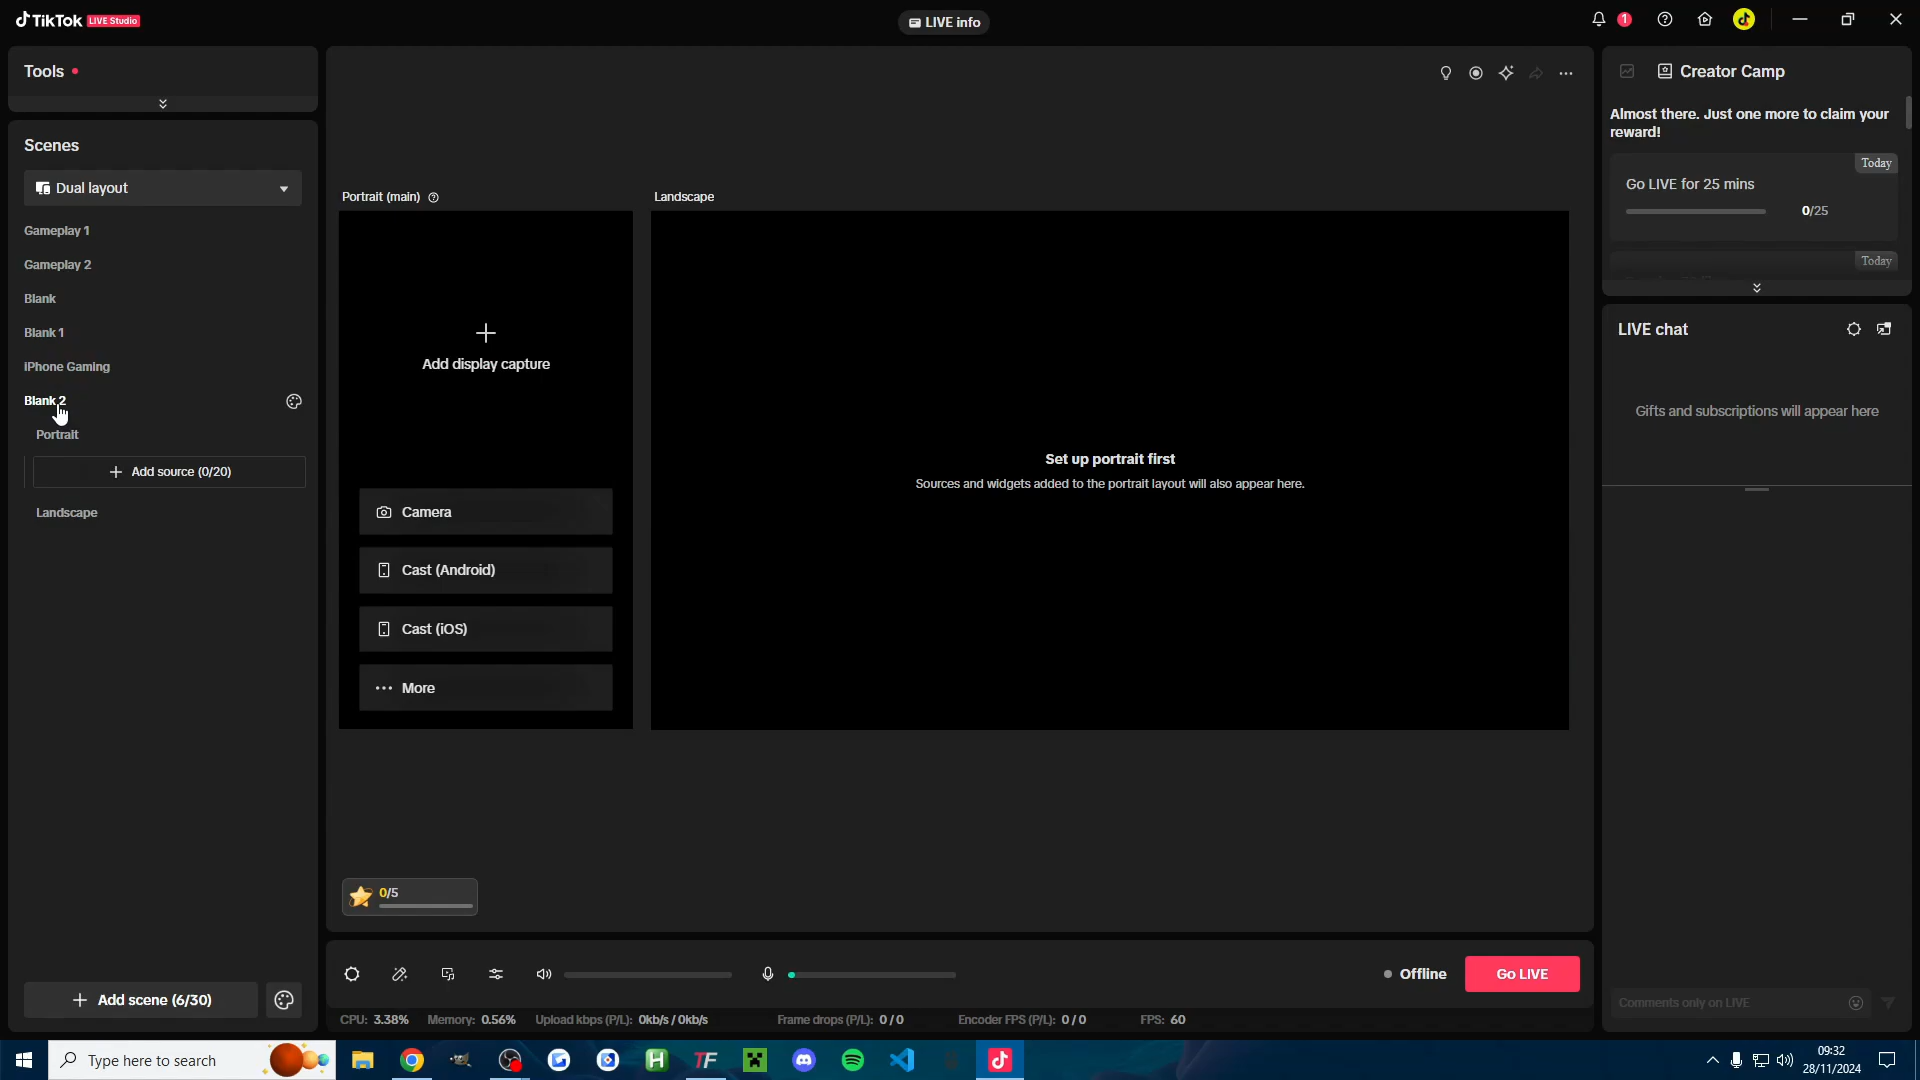 TikTok LIVE Studio
LIVE info
1
Tools
Scenes
Dual layout
Gameplay 1
Gameplay 2
Blank
Blank 1
iPhone Gaming
Blank 2
Portrait
Add source (0/20)
Landscape
Add scene (6/30)
Portrait (main)
Landscape
Add display capture
Camera
Cast (Android)
Cast (iOS)
More
Set up portrait first
Sources and widgets added to the portrait layout will also appear here.
0/5
Offline
Go LIVE
CPU: 3.38% Memory: 0.56% Upload kbps (P/L): 0kb/s / 0kb/s Frame drops (P/L): 0 / 0 Encoder FPS (P/L): 0 / 0 FPS: 60
Creator Camp
Almost there. Just one more to claim your
reward!
Today
Go LIVE for 25 mins
0/25
Today
LIVE chat
Gifts and subscriptions will appear here
Comments only on LIVE
Type here to search
H
TF
09:32
28/11/2024